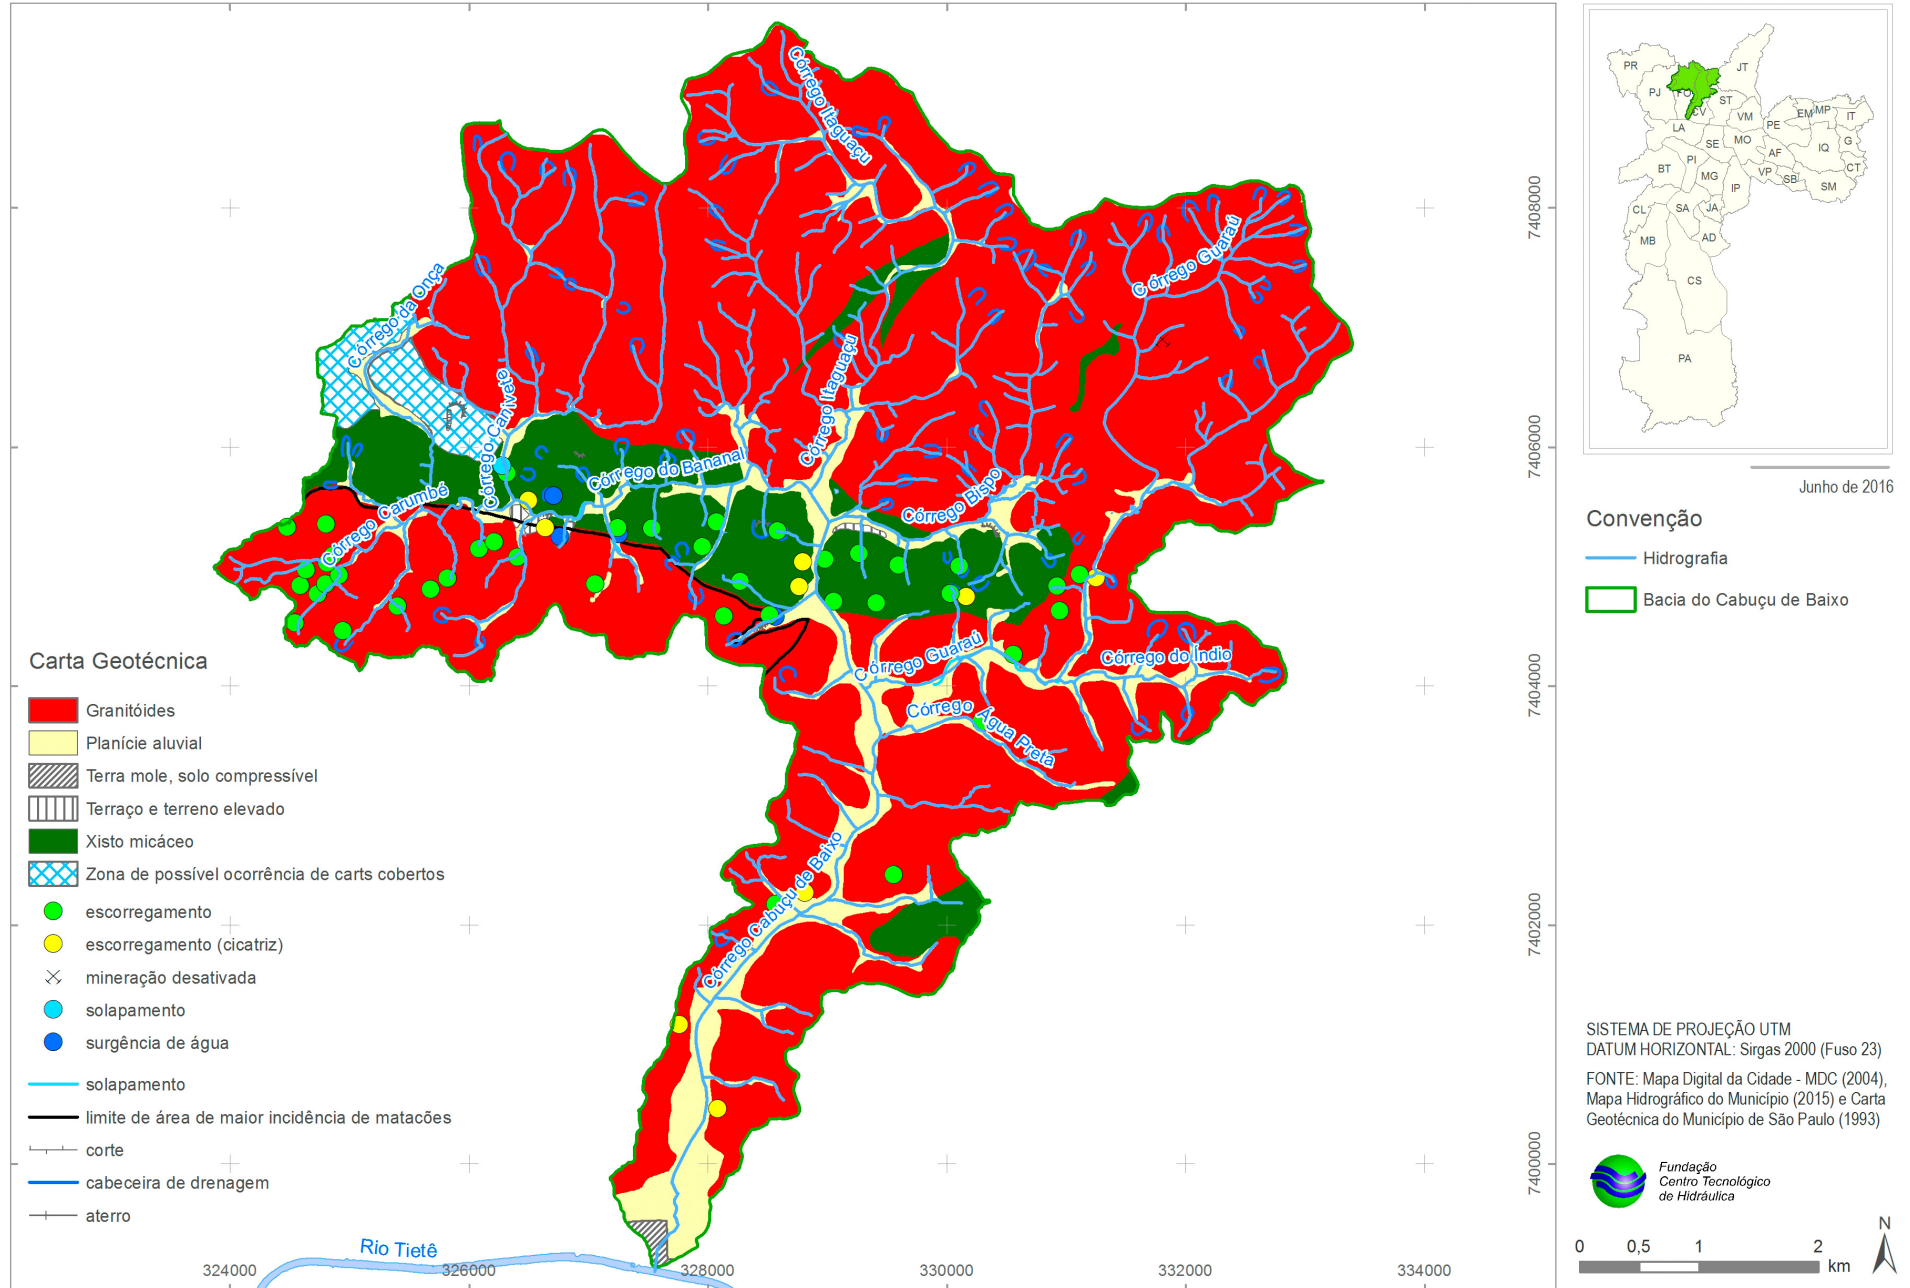 Córrego Itaguaçu
Córrego Guaraú
Córrego da Onça
Córrego Canivete
Córrego Itaguaçu
Córrego do Bananal
Córrego Bispo
Córrego Carumbé
Córrego Guaraú
Córrego do Índio
Córrego Água Preta
Córrego Cabuçu de Baixo
Rio Tietê
Carta Geotécnica
Granitóides
Planície aluvial
Terra mole, solo compressível
Terraço e terreno elevado
Xisto micáceo
Zona de possível ocorrência de carts cobertos
escorregamento
escorregamento (cicatriz)
mineração desativada
solapamento
surgência de água
solapamento
limite de área de maior incidência de matacões
corte
cabeceira de drenagem
aterro
324000
326000
328000
330000
332000
334000
7408000
7406000
7404000
7402000
7400000
PR
JT
PJ
FO
CV
ST
VM
LA
SE
MO
PE
EM
MP
IT
G
IQ
CT
AF
VP
SB
SM
BT
PI
MG
IP
CL
SA
JA
MB
AD
CS
PA
Junho de 2016
Convenção
Hidrografia
Bacia do Cabuçu de Baixo
SISTEMA DE PROJEÇÃO UTM
DATUM HORIZONTAL: Sirgas 2000 (Fuso 23)
FONTE: Mapa Digital da Cidade - MDC (2004),
Mapa Hidrográfico do Município (2015) e Carta
Geotécnica do Município de São Paulo (1993)
Fundação
Centro Tecnológico
de Hidráulica
N
0 0,5 1 2 km